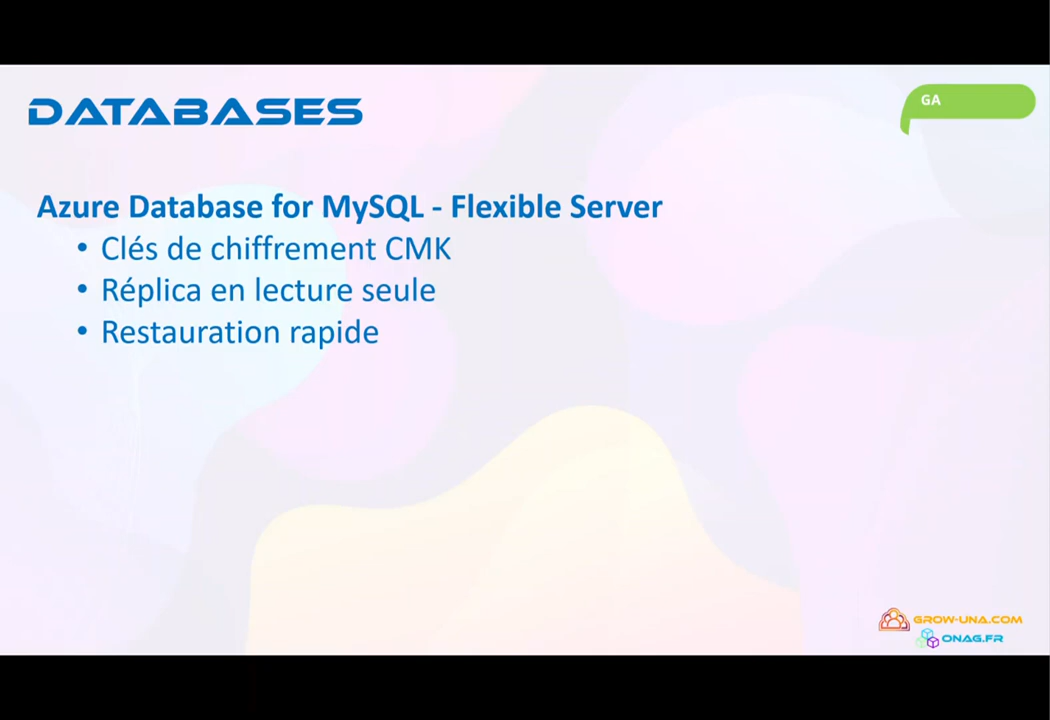 DATABASES
GA
Azure Database for MySQL - Flexible Server
• Clés de chiffrement CMK
• Réplica en lecture seule
• Restauration rapide
GROW-UNA.COM
ONAG.FR